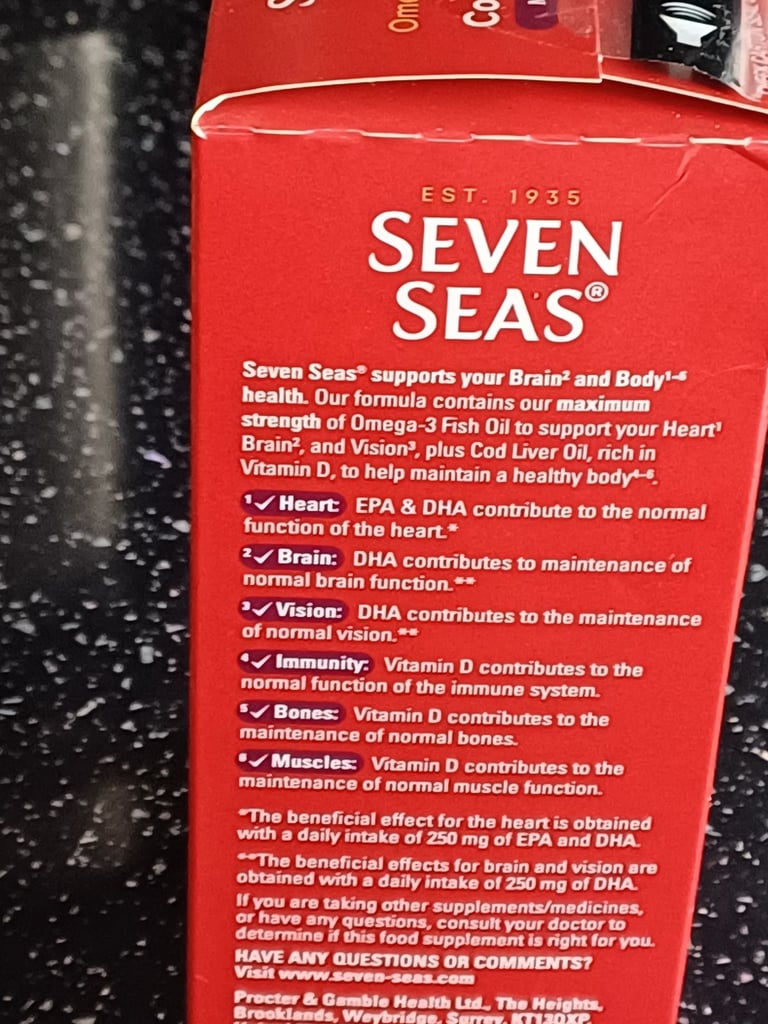 Ome
Co
EST. 1935
SEVEN
SEAS®
Seven Seas® supports your Brain² and Body¹⁻⁶
health. Our formula contains our maximum
strength of Omega-3 Fish Oil to support your Heart¹
Brain², and Vision³, plus Cod Liver Oil, rich in
Vitamin D, to help maintain a healthy body⁴⁻⁶.
¹✓ Heart: EPA & DHA contribute to the normal
function of the heart.*
²✓ Brain: DHA contributes to maintenance of
normal brain function.**
³✓ Vision: DHA contributes to the maintenance
of normal vision.**
⁴✓ Immunity: Vitamin D contributes to the
normal function of the immune system.
⁵✓ Bones: Vitamin D contributes to the
maintenance of normal bones.
⁶✓ Muscles: Vitamin D contributes to the
maintenance of normal muscle function.
*The beneficial effect for the heart is obtained
with a daily intake of 250 mg of EPA and DHA.
**The beneficial effects for brain and vision are
obtained with a daily intake of 250 mg of DHA.
If you are taking other supplements/medicines,
or have any questions, consult your doctor to
determine if this food supplement is right for you.
HAVE ANY QUESTIONS OR COMMENTS?
Visit www.seven-seas.com
Procter & Gamble Health Ltd., The Heights,
Brooklands, Weybridge, Surrey, KT130XP,